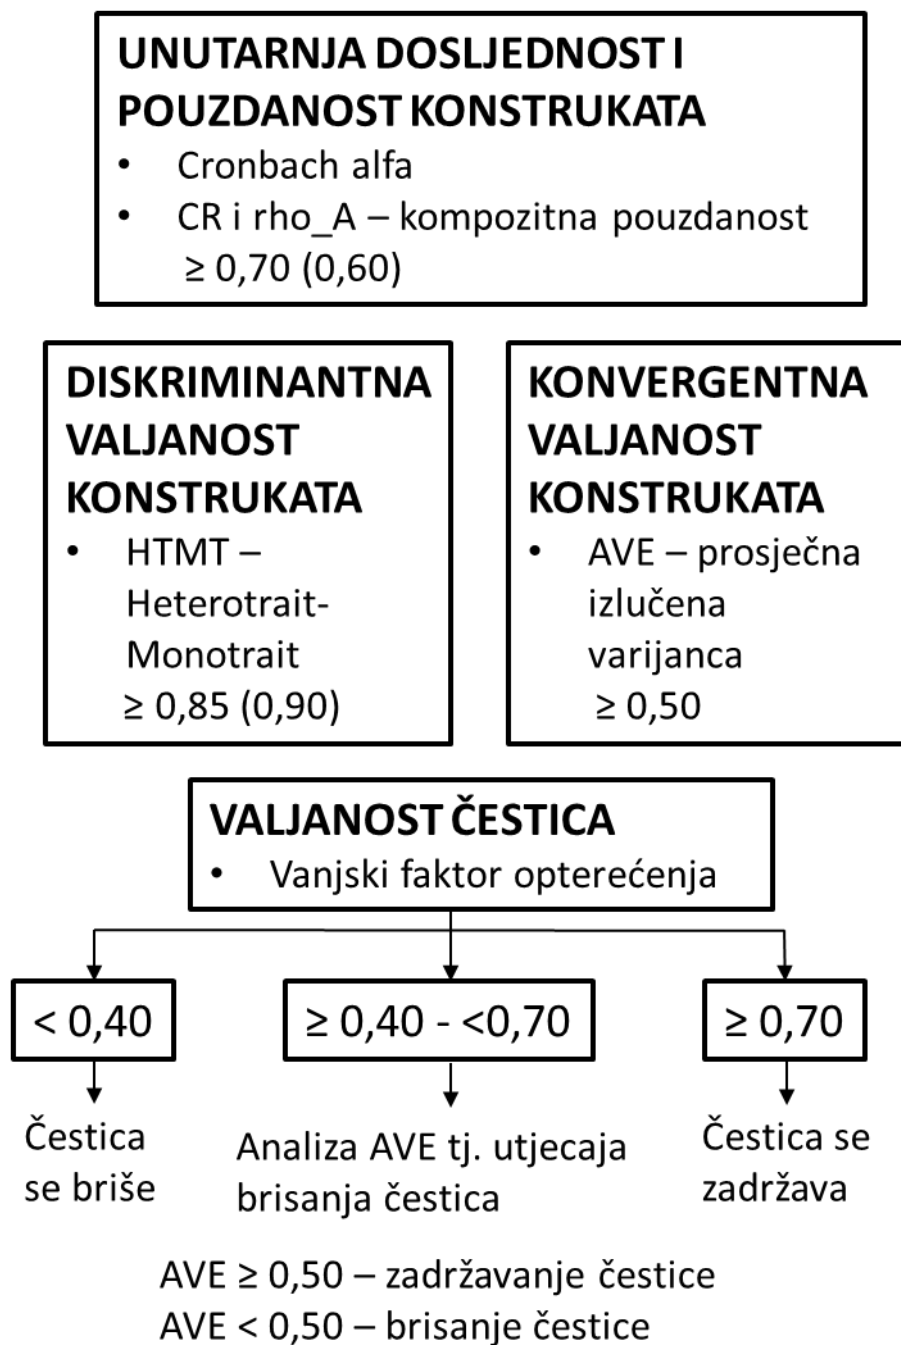 UNUTARNJA DOSLJEDNOST I
POUZDANOST KONSTRUKATA
• Cronbach alfa
• CR i rho_A – kompozitna pouzdanost
≥ 0,70 (0,60)
DISKRIMINANTNA
VALJANOST
KONSTRUKATA
• HTMT –
Heterotrait-
Monotrait
≥ 0,85 (0,90)
KONVERGENTNA
VALJANOST
KONSTRUKATA
• AVE – prosječna
izlučena
varijanca
≥ 0,50
VALJANOST ČESTICA
• Vanjski faktor opterećenja
< 0,40
≥ 0,40 - <0,70
≥ 0,70
Čestica
se briše
Analiza AVE tj. utjecaja
brisanja čestica
Čestica se
zadržava
AVE ≥ 0,50 – zadržavanje čestice
AVE < 0,50 – brisanje čestice